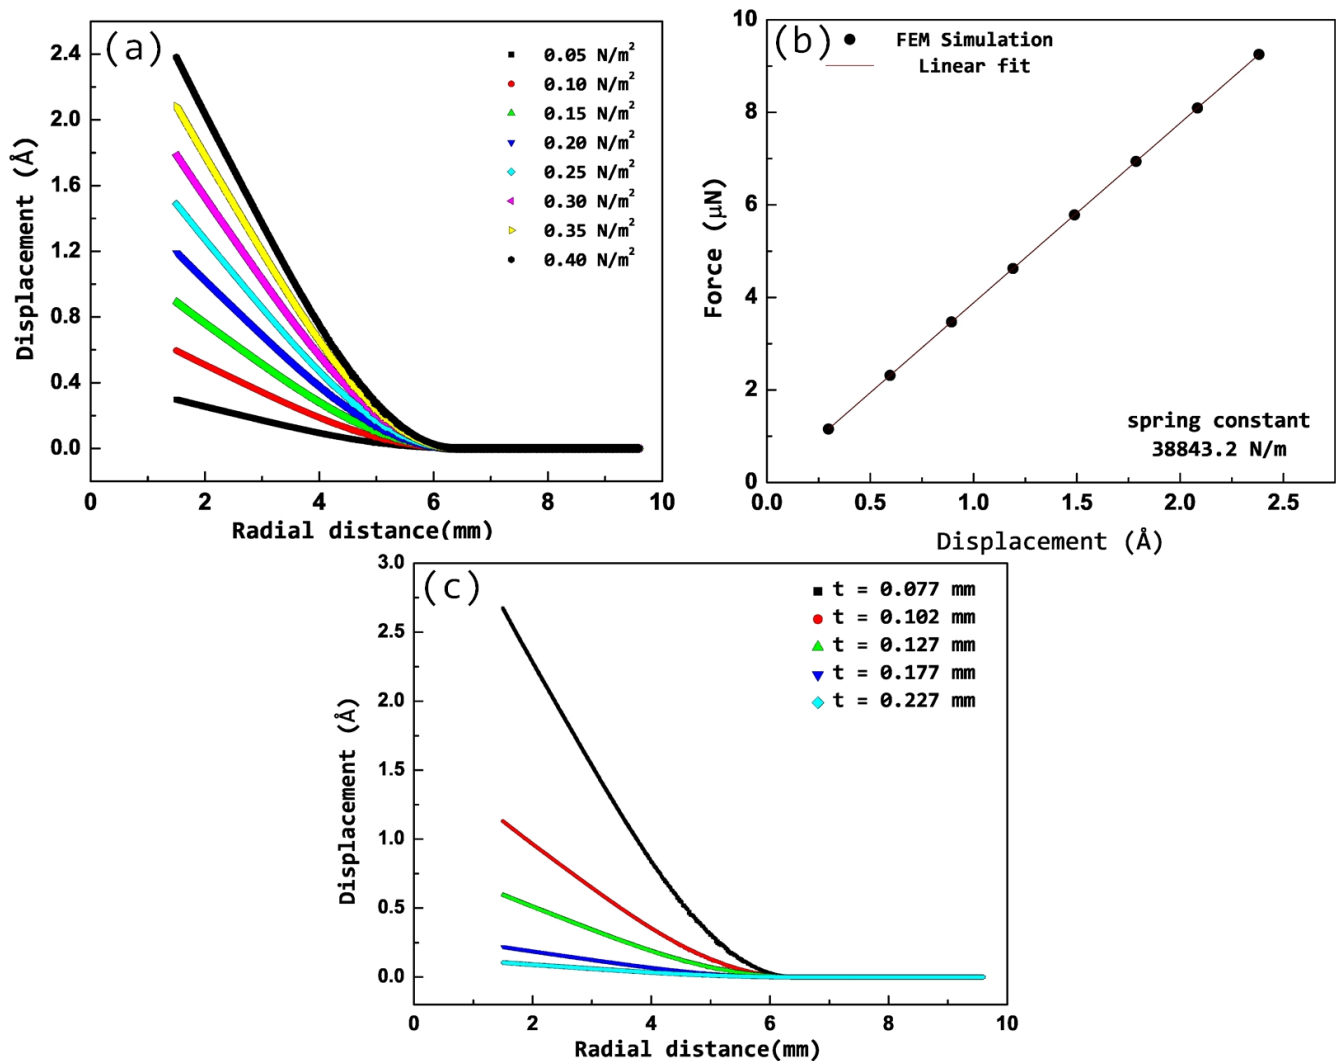 (a)
2.4
2.0
1.6
1.2
0.8
0.4
0.0
Displacement (Å)
0.05 N/m²
0.10 N/m²
0.15 N/m²
0.20 N/m²
0.25 N/m²
0.30 N/m²
0.35 N/m²
0.40 N/m²
0 2 4 6 8 10
Radial distance(mm)
(b)
10
8
6
4
2
0
Force (μN)
FEM Simulation
Linear fit
spring constant
38843.2 N/m
0.0 0.5 1.0 1.5 2.0 2.5
Displacement (Å)
(c)
3.0
2.5
2.0
1.5
1.0
0.5
0.0
Displacement (Å)
t = 0.077 mm
t = 0.102 mm
t = 0.127 mm
t = 0.177 mm
t = 0.227 mm
0 2 4 6 8 10
Radial distance(mm)